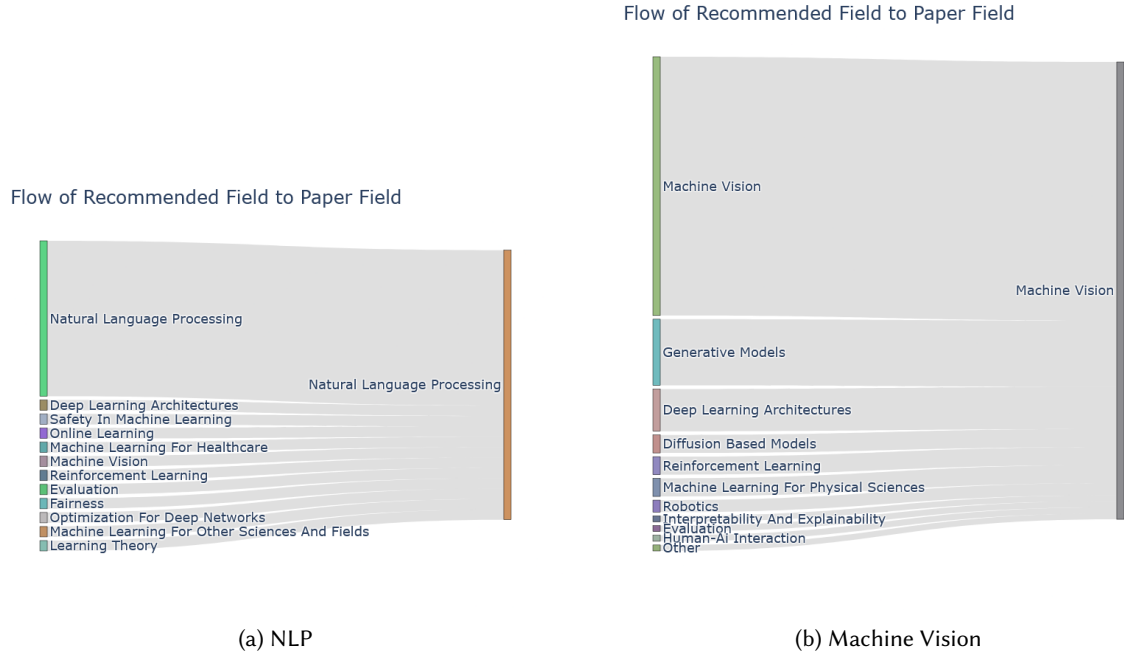 Flow of Recommended Field to Paper Field
Natural Language Processing
Natural Language Processing
Deep Learning Architectures
Safety In Machine Learning
Online Learning
Machine Learning For Healthcare
Machine Vision
Reinforcement Learning
Evaluation
Fairness
Optimization For Deep Networks
Machine Learning For Other Sciences And Fields
Learning Theory
(a) NLP
Flow of Recommended Field to Paper Field
Machine Vision
Machine Vision
Generative Models
Deep Learning Architectures
Diffusion Based Models
Reinforcement Learning
Machine Learning For Physical Sciences
Robotics
Interpretability And Explainability
Evaluation
Human-Ai Interaction
Other
(b) Machine Vision